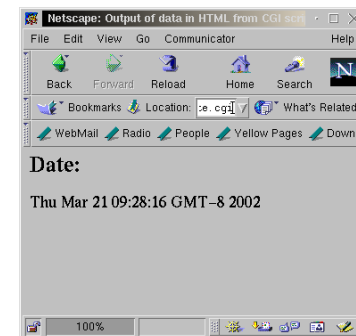 Netscape: Output of data in HTML from CGI scri
File Edit View Go Communicator Help
Back Forward Reload Home Search N
Bookmarks Location: te.cgi What's Related
WebMail Radio People Yellow Pages Down
Date:
Thu Mar 21 09:28:16 GMT-8 2002
100%